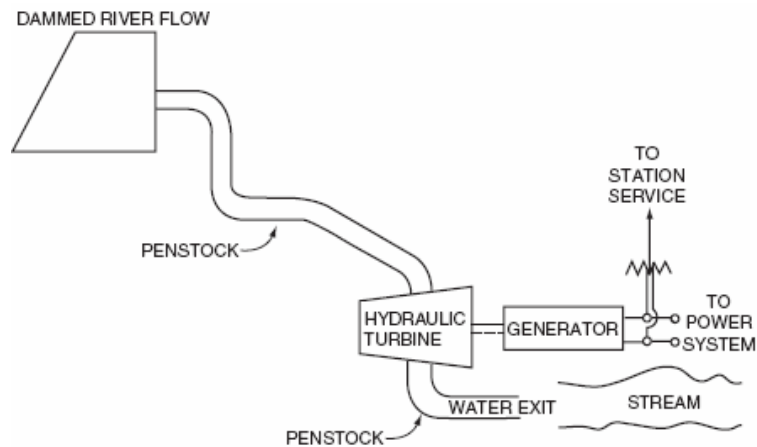 DAMMED RIVER FLOW
TO
STATION
SERVICE
PENSTOCK
HYDRAULIC
TURBINE
GENERATOR
TO
POWER
SYSTEM
WATER EXIT
STREAM
PENSTOCK